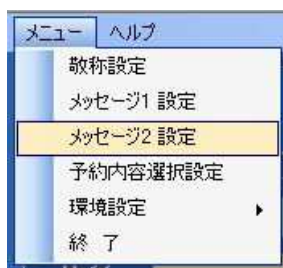 メニュー ヘルプ
敬称設定
メッセージ1 設定
メッセージ2 設定
予約内容選択設定
環境設定
終 了